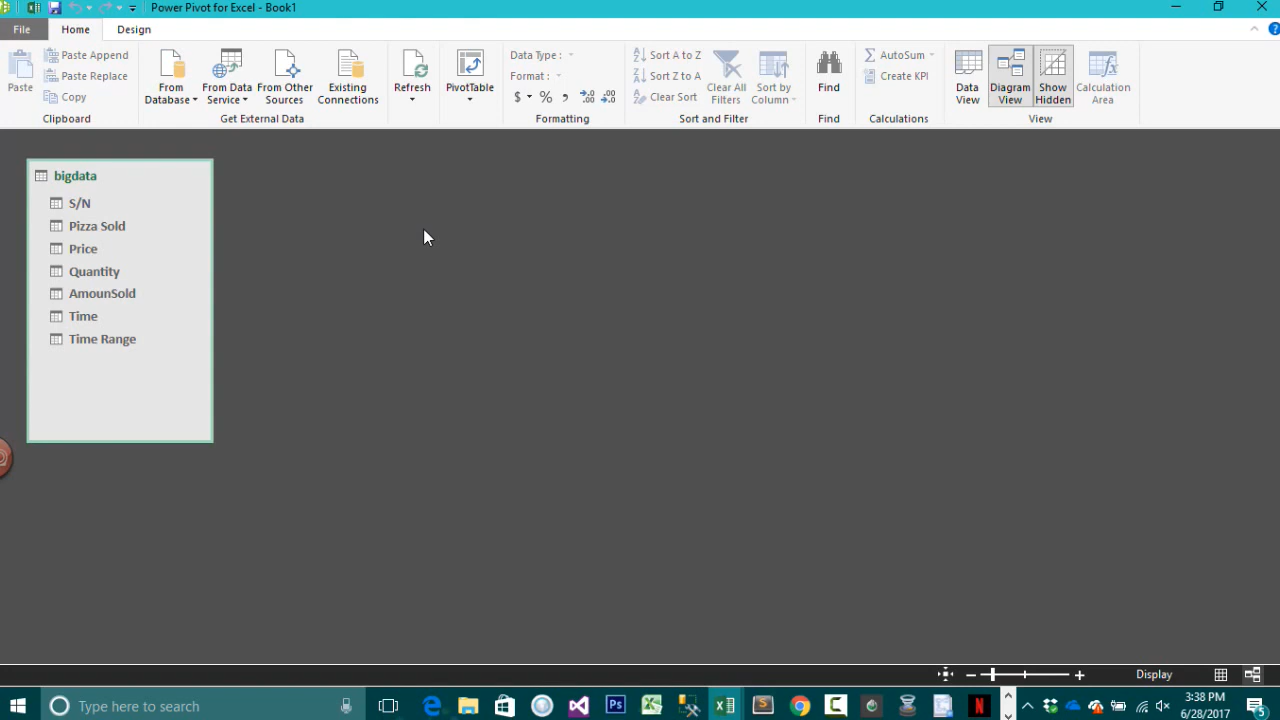 Power Pivot for Excel - Book1
File Home Design
Paste
Paste Append
Paste Replace
Copy
Clipboard
From
Database
From Data
Service
From Other
Sources
Existing
Connections
Get External Data
Refresh
PivotTable
Data Type :
Format :
$ % ,
Formatting
Sort A to Z
Sort Z to A
Clear Sort
Clear All
Filters
Sort by
Column
Sort and Filter
Find
Find
AutoSum
Create KPI
Calculations
Data
View
Diagram
View
Show
Hidden
Calculation
Area
View
bigdata
S/N
Pizza Sold
Price
Quantity
AmounSold
Time
Time Range
Display
Type here to search
3:38 PM
6/28/2017